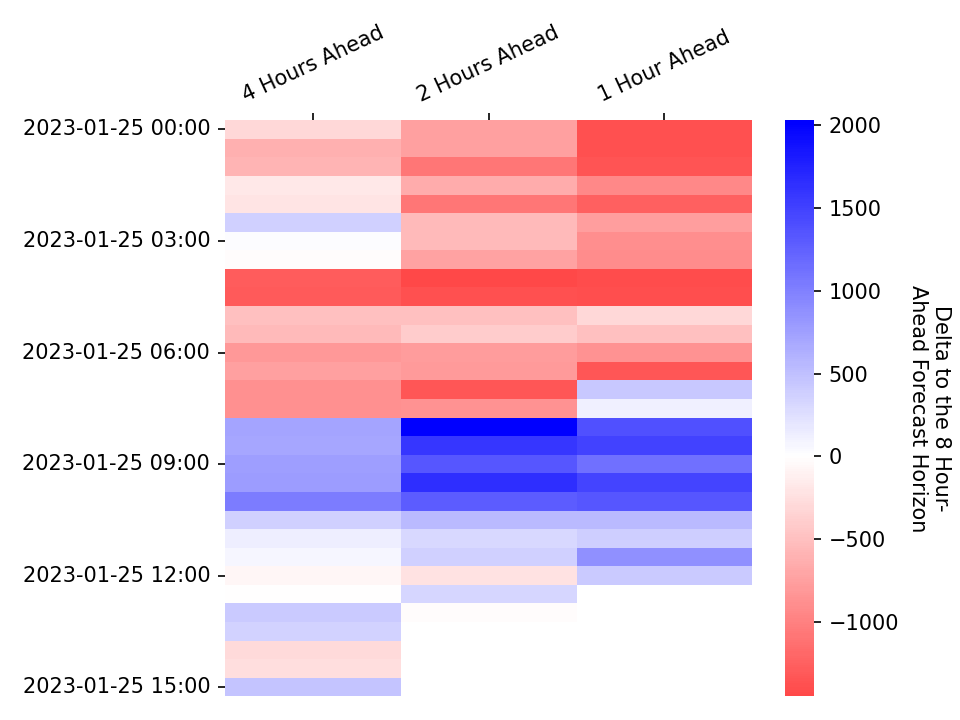 4 Hours Ahead
2 Hours Ahead
1 Hour Ahead
2023-01-25 00:00
2023-01-25 03:00
2023-01-25 06:00
2023-01-25 09:00
2023-01-25 12:00
2023-01-25 15:00
2000
1500
1000
500
0
−500
−1000
Delta to the 8 Hour-
Ahead Forecast Horizon